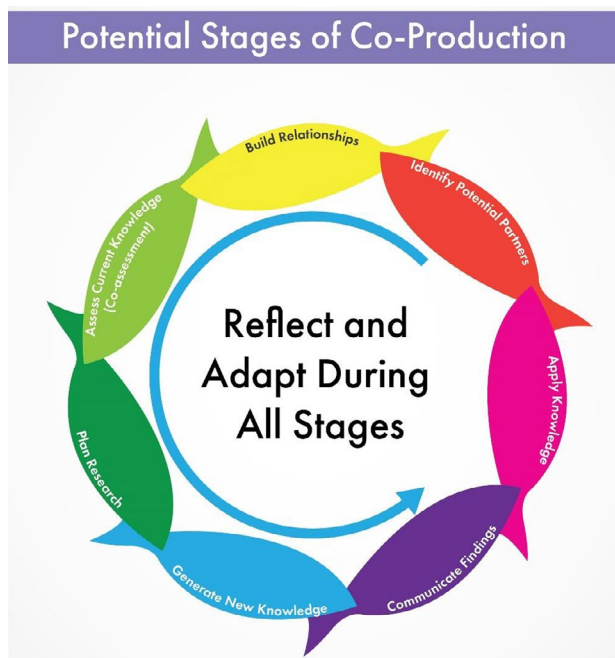 Potential Stages of Co-Production
Build Relationships
Identify Potential Partners
Assess Current Knowledge
(Co-assessment)
Reflect and
Adapt During
All Stages
Apply Knowledge
Plan Research
Generate New Knowledge
Communicate Findings